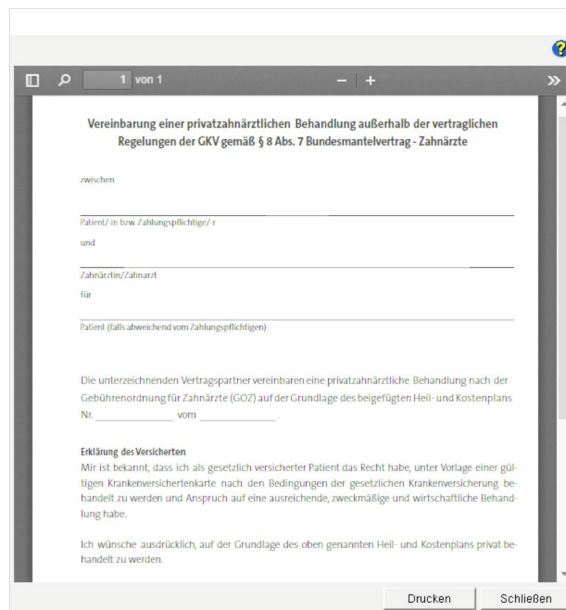 ?
1 von 1
Vereinbarung einer privatzahnärztlichen Behandlung außerhalb der vertraglichen
Regelungen der GKV gemäß § 8 Abs. 7 Bundesmantelvertrag - Zahnärzte
zwischen
Patient/-in bzw. Zahlungspflichtige/-r
und
Zahnärztin/Zahnarzt
für
Patient (falls abweichend vom Zahlungspflichtigen)
Die unterzeichnenden Vertragspartner vereinbaren eine privatzahnärztliche Behandlung nach der
Gebührenordnung für Zahnärzte (GOZ) auf der Grundlage des beigefügten Heil- und Kostenplans
Nr. ______________ vom ______________ .
Erklärung des Versicherten
Mir ist bekannt, dass ich als gesetzlich versicherter Patient das Recht habe, unter Vorlage einer gül-
tigen Krankenversichertenkarte nach den Bedingungen der gesetzlichen Krankenversicherung be-
handelt zu werden und Anspruch auf eine ausreichende, zweckmäßige und wirtschaftliche Behand-
lung habe.
Ich wünsche ausdrücklich, auf der Grundlage des oben genannten Heil- und Kostenplans privat be-
handelt zu werden.
Drucken Schließen